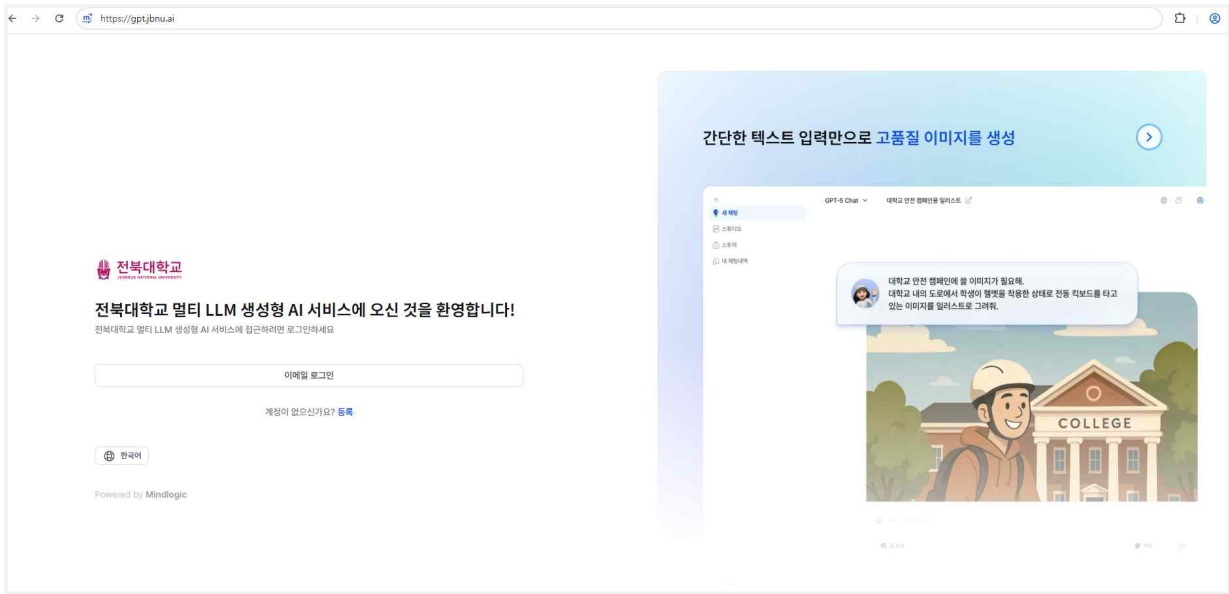 https://gpt.jbnu.ai
전북대학교
JEONBUK NATIONAL UNIVERSITY
전북대학교 멀티 LLM 생성형 AI 서비스에 오신 것을 환영합니다!
전북대학교 멀티 LLM 생성형 AI 서비스에 접근하려면 로그인하세요
이메일 로그인
계정이 없으신가요? 등록
한국어
Powered by Mindlogic
간단한 텍스트 입력만으로 고품질 이미지를 생성
GPT-5 Chat 대학교 안전 캠페인용 일러스트
새 채팅
스튜디오
스토어
내 채팅내역
대학교 안전 캠페인에 쓸 이미지가 필요해.
대학교 내의 도로에서 학생이 헬멧을 착용한 상태로 전동 킥보드를 타고
있는 이미지를 일러스트로 그려줘.
COLLEGE